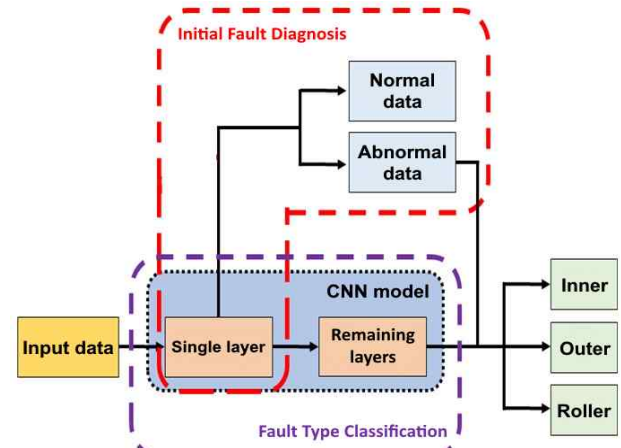 Initial Fault Diagnosis
Normal
data
Abnormal
data
CNN model
Input data
Single layer
Remaining
layers
Inner
Outer
Roller
Fault Type Classification